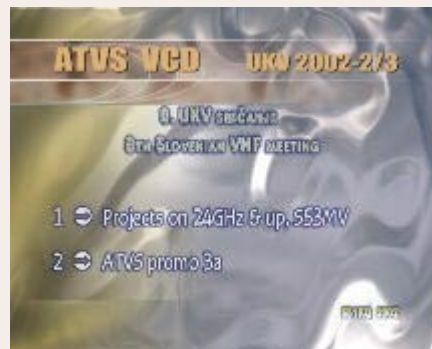 ATVS VCD UKV 2002-2/3
8. UKV SREČANJE
8TH SLOVENIAN VHF MEETING
1 ➲ Projects on 24GHz & up, S53MV
2 ➲ ATVS promo 3a